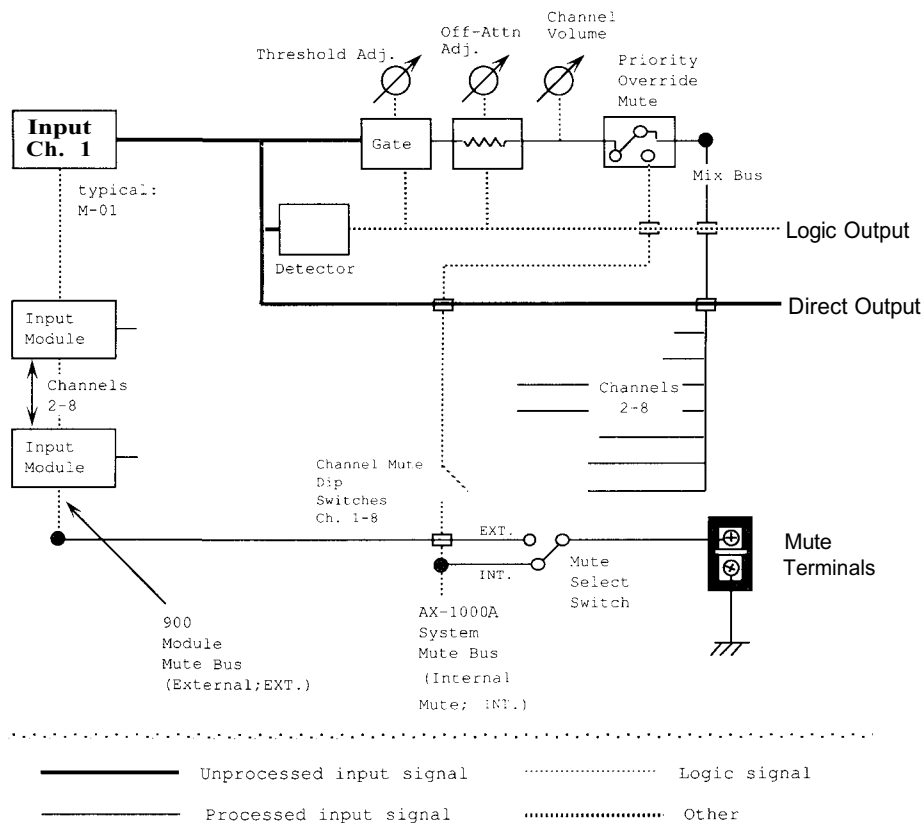 Threshold Adj.
Off-Attn
Adj.
Channel
Volume
Priority
Override
Mute
Input
Ch. 1
Gate
Mix Bus
typical:
M-01
Detector
Logic Output
Direct Output
Input
Module
Channels
2-8
Input
Module
Channels
2-8
Channel Mute
Dip
Switches
Ch. 1-8
EXT.
INT.
Mute
Select
Switch
Mute
Terminals
900
Module
Mute Bus
(External;EXT.)
AX-1000A
System
Mute Bus
(Internal
Mute; INT.)
Unprocessed input signal
Logic signal
Processed input signal
Other